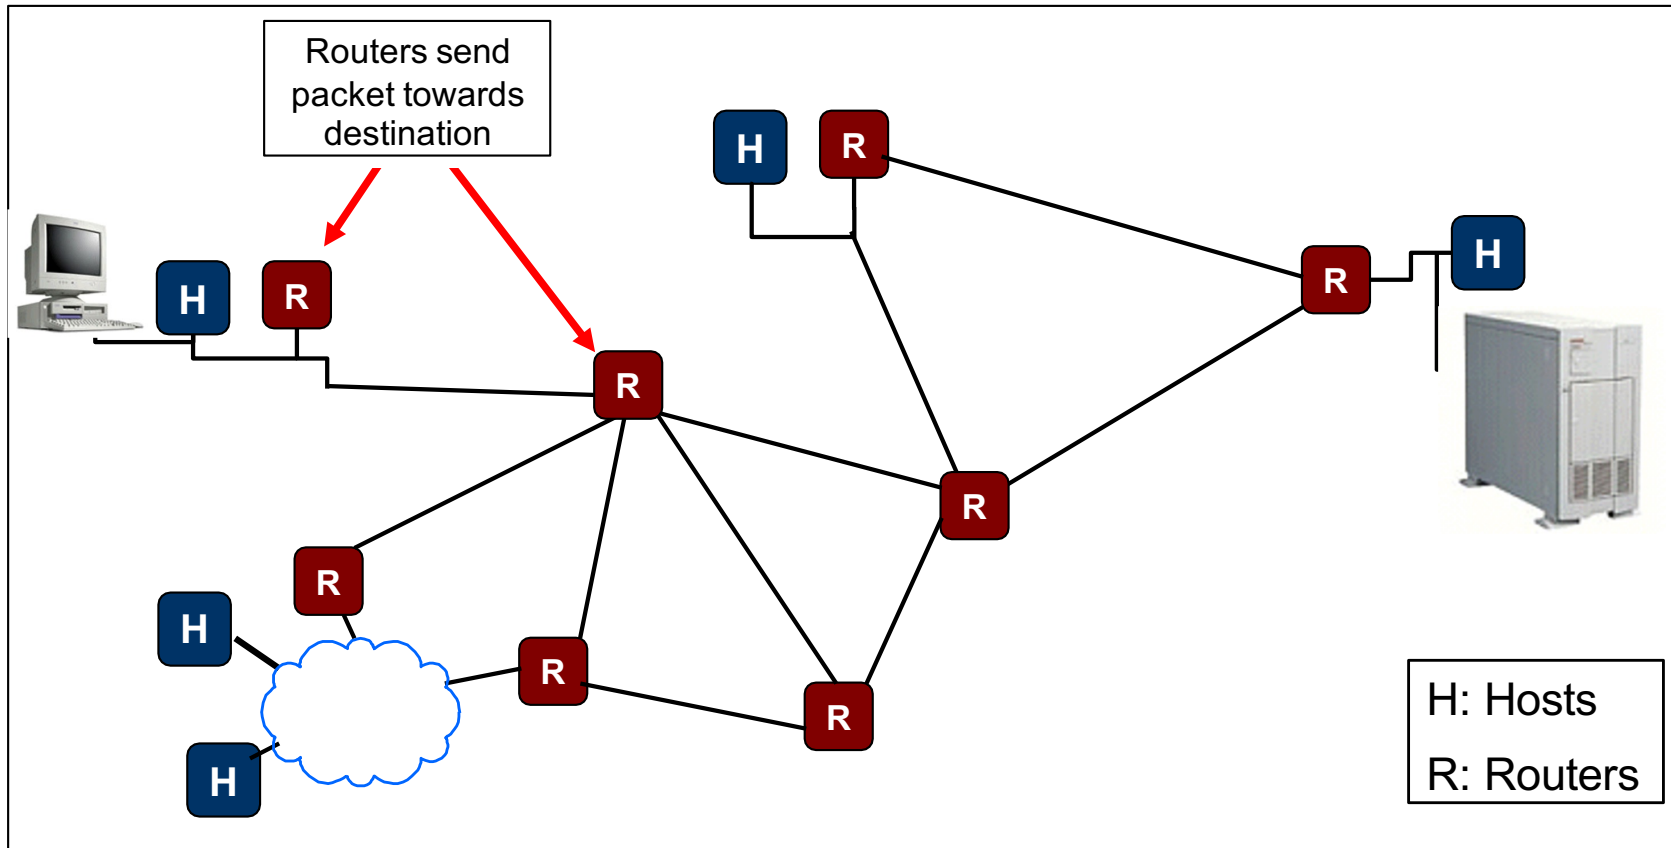 Routers send
packet towards
destination
H
R
H
R
R
H
H
R
R
R
R
H
R
R
H
H: Hosts
R: Routers